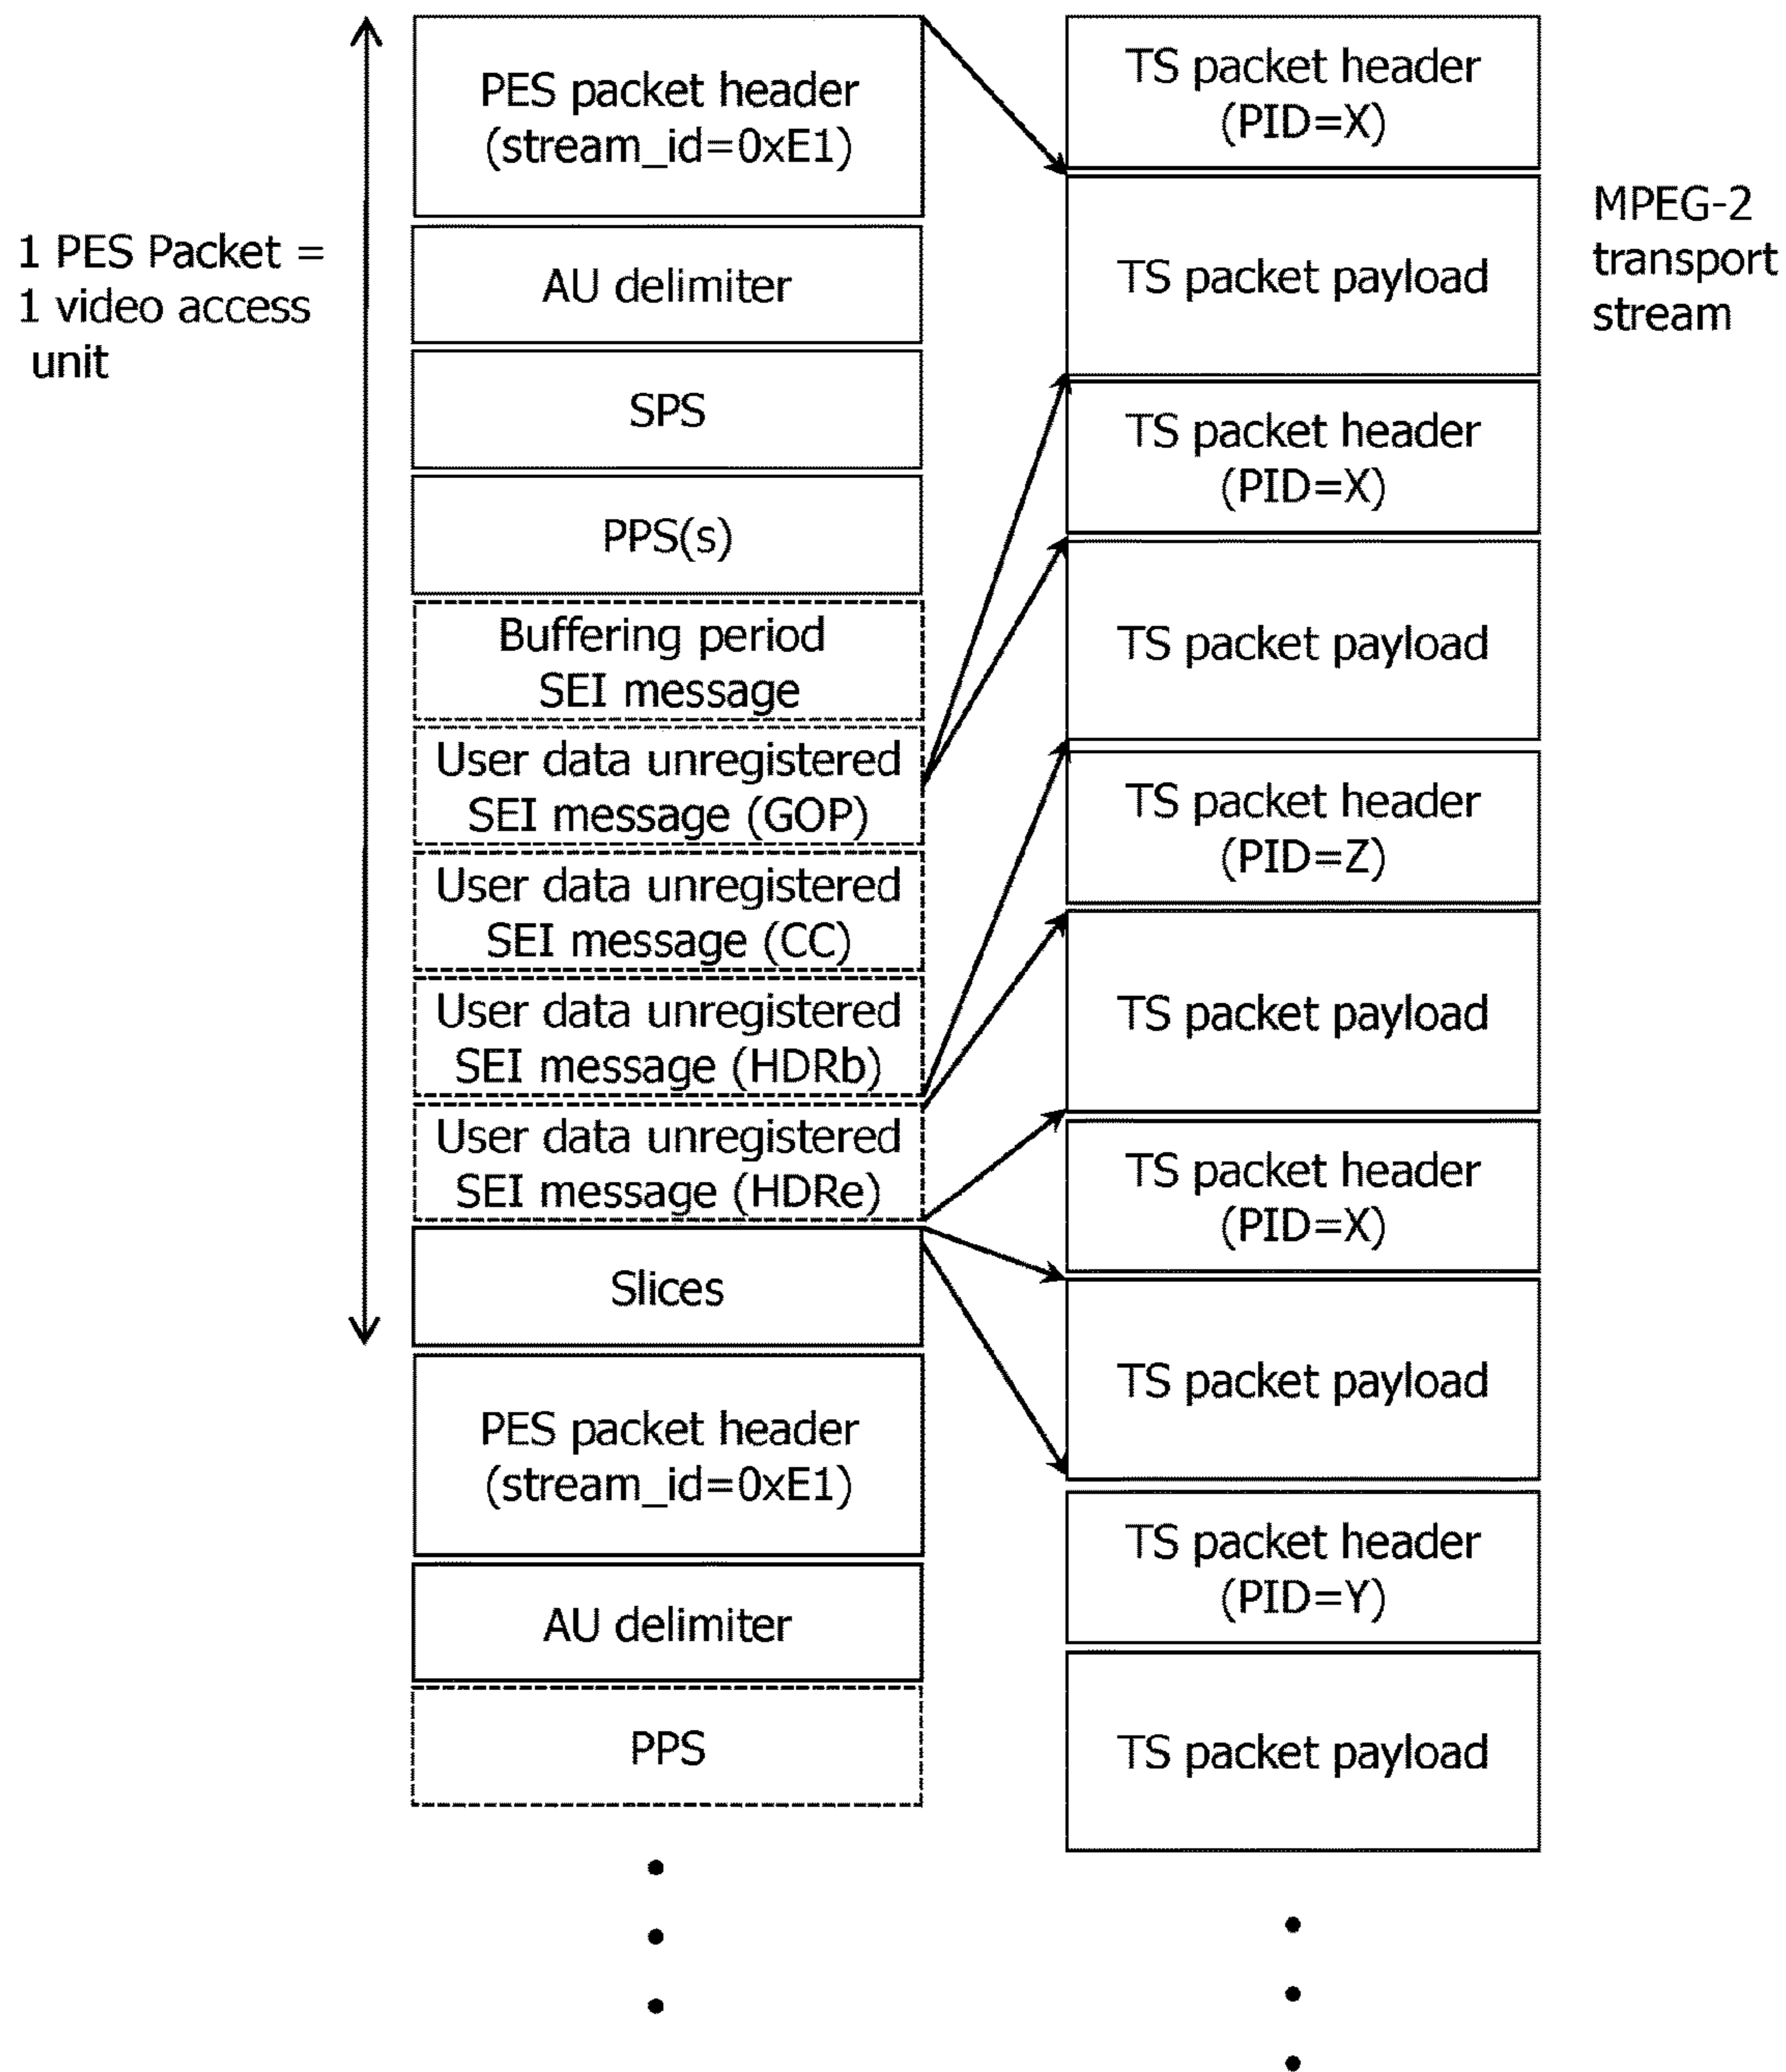 1 PES Packet =
1 video access
unit
PES packet header
(stream_id=0xE1)
AU delimiter
SPS
PPS(s)
Buffering period
SEI message
User data unregistered
SEI message (GOP)
User data unregistered
SEI message (CC)
User data unregistered
SEI message (HDRb)
User data unregistered
SEI message (HDRe)
Slices
PES packet header
(stream_id=0xE1)
AU delimiter
PPS
TS packet header
(PID=X)
TS packet payload
TS packet header
(PID=X)
TS packet payload
TS packet header
(PID=Z)
TS packet payload
TS packet header
(PID=X)
TS packet payload
TS packet header
(PID=Y)
TS packet payload
MPEG-2
transport
stream